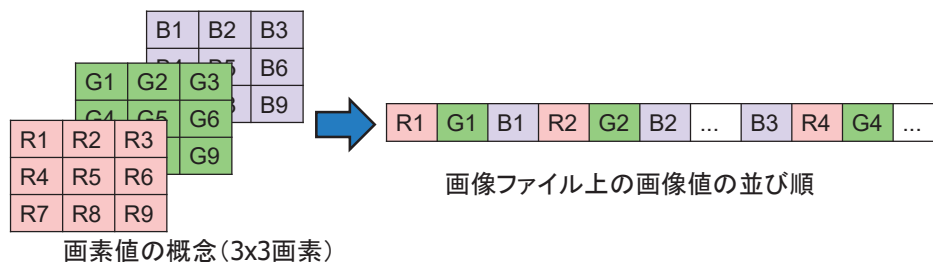 B1 B2 B3
B6
B9
G1 G2 G3
G6
G9
R1 R2 R3
R4 R5 R6
R7 R8 R9
R1 G1 B1 R2 G2 B2 ... B3 R4 G4 ...
画像ファイル上の画像値の並び順
画素値の概念(3x3画素)